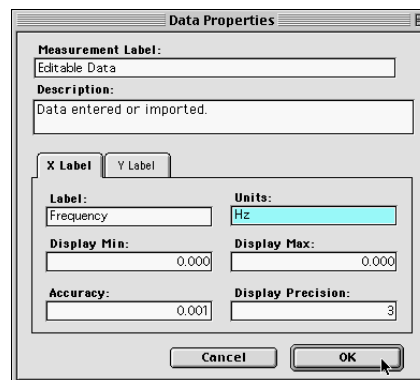 Data Properties
Measurement Label:
Editable Data
Description:
Data entered or imported.
X Label
Y Label
Label:
Units:
Frequency
Hz
Display Min:
Display Max:
0.000
0.000
Accuracy:
Display Precision:
0.001
3
Cancel
OK